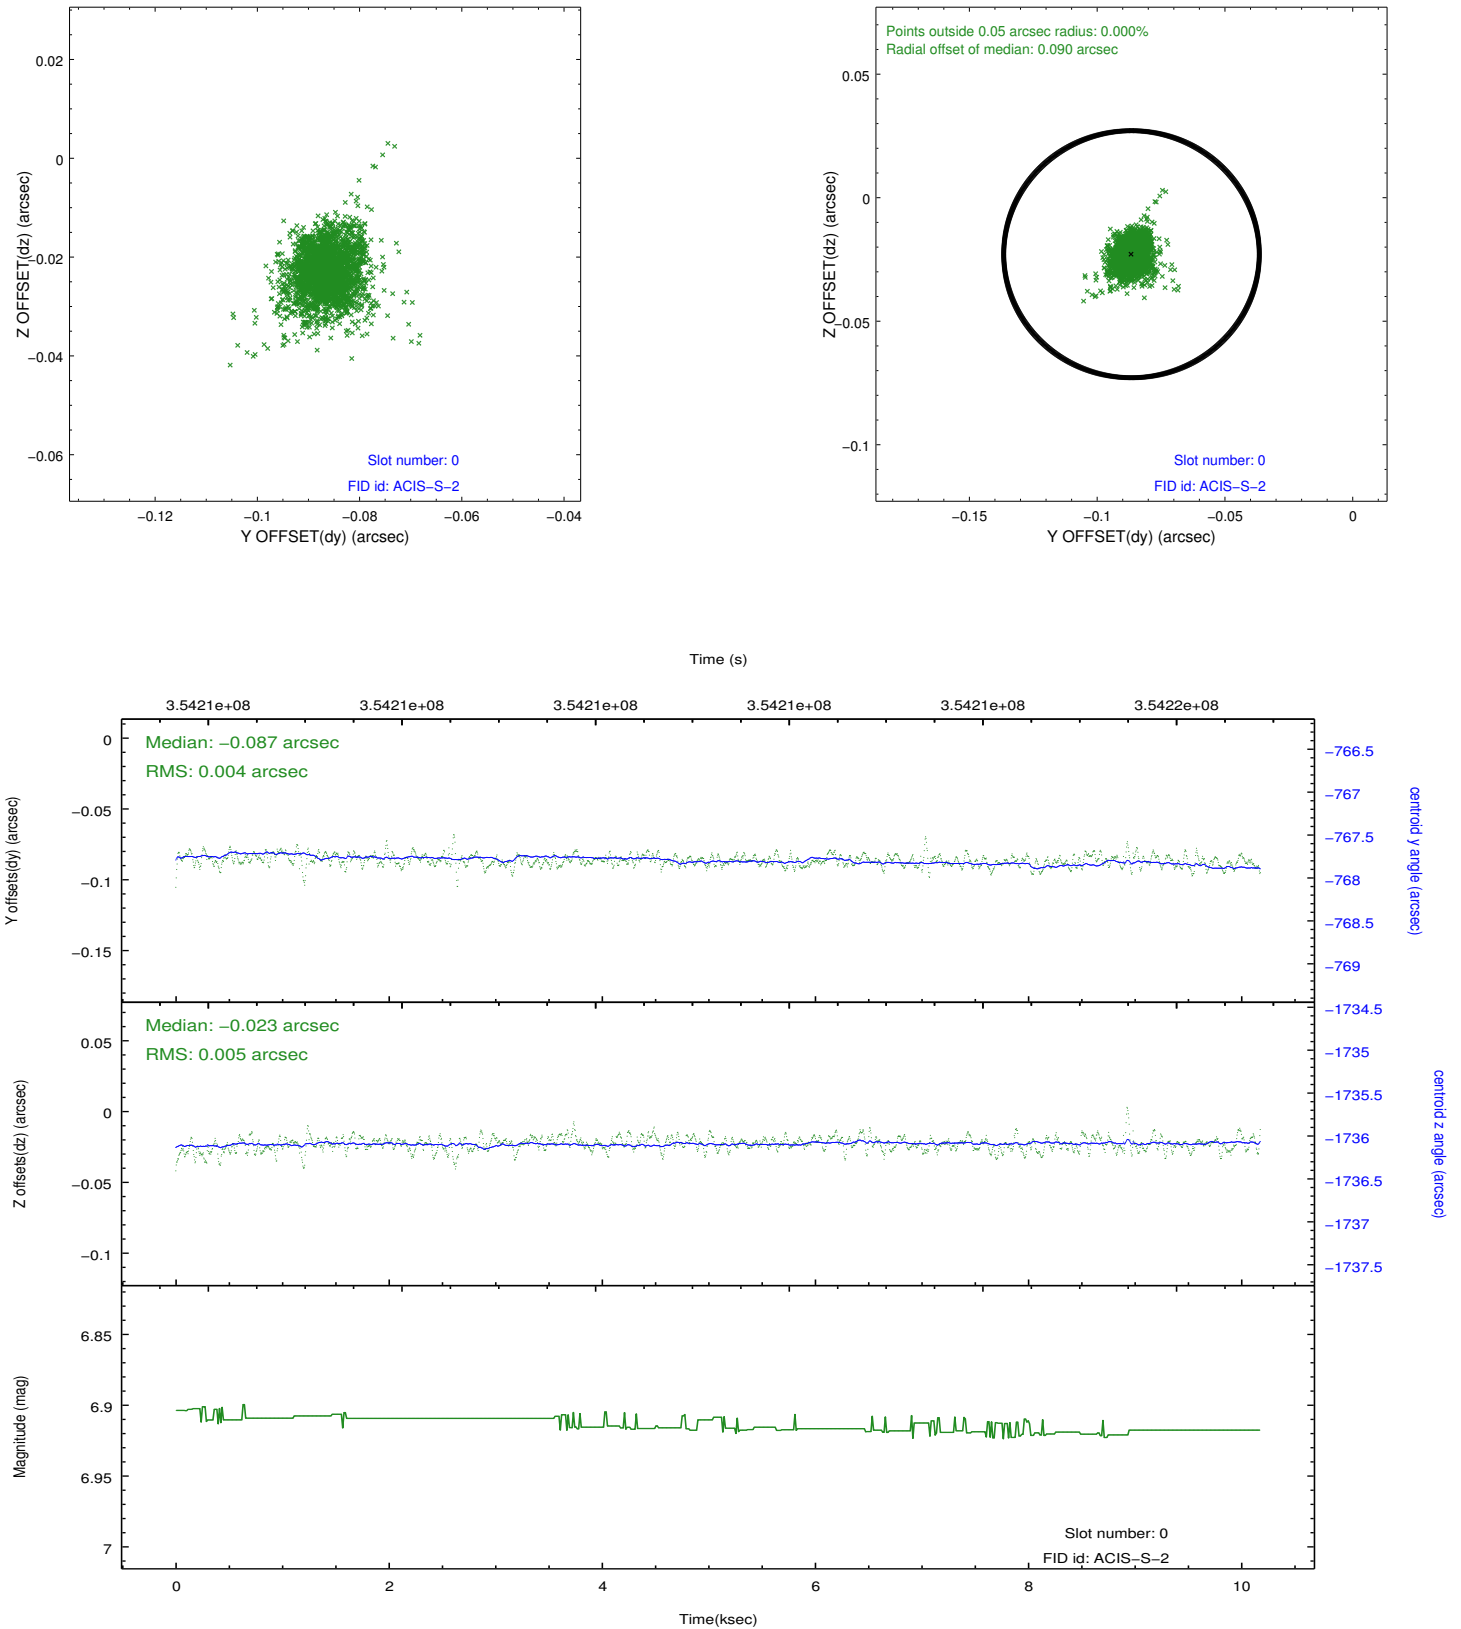 0.02
0
−0.02
−0.04
−0.06
Z OFFSET(dz) (arcsec)
Slot number: 0
FID id: ACIS−S−2
−0.12 −0.1 −0.08 −0.06 −0.04
Y OFFSET(dy) (arcsec)
Points outside 0.05 arcsec radius: 0.000%
Radial offset of median: 0.090 arcsec
0.05
0
−0.05
−0.1
Z OFFSET(dz) (arcsec)
Slot number: 0
FID id: ACIS−S−2
−0.15 −0.1 −0.05 0
Y OFFSET(dy) (arcsec)
Time (s)
3.5421e+08 3.5421e+08 3.5421e+08 3.5421e+08 3.5421e+08 3.5422e+08
Median: −0.087 arcsec
RMS: 0.004 arcsec
0
−0.05
−0.1
−0.15
Y offsets(dy) (arcsec)
−766.5
−767
−767.5
−768
−768.5
−769
centroid y angle (arcsec)
Median: −0.023 arcsec
RMS: 0.005 arcsec
0.05
0
−0.05
−0.1
Z offsets(dz) (arcsec)
−1734.5
−1735
−1735.5
−1736
−1736.5
−1737
−1737.5
centroid z angle (arcsec)
6.85
6.9
6.95
7
Magnitude (mag)
Slot number: 0
FID id: ACIS−S−2
0 2 4 6 8 10
Time(ksec)